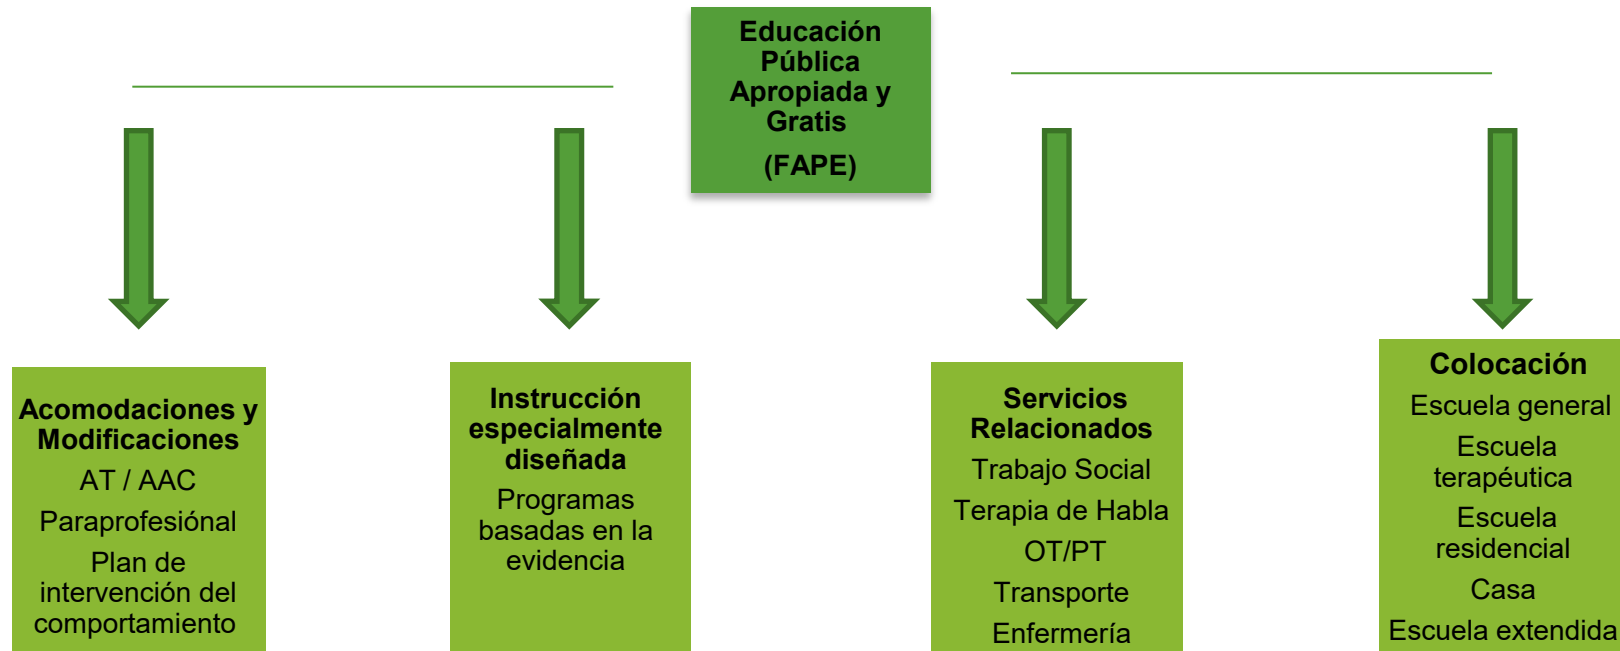 Educación
Pública
Apropiada y
Gratis
(FAPE)
Acomodaciones y
Modificaciones
AT / AAC
Paraprofesiónal
Plan de
intervención del
comportamiento
Instrucción
especialmente
diseñada
Programas
basadas en la
evidencia
Servicios
Relacionados
Trabajo Social
Terapia de Habla
OT/PT
Transporte
Enfermería
Colocación
Escuela general
Escuela
terapéutica
Escuela
residencial
Casa
Escuela extendida